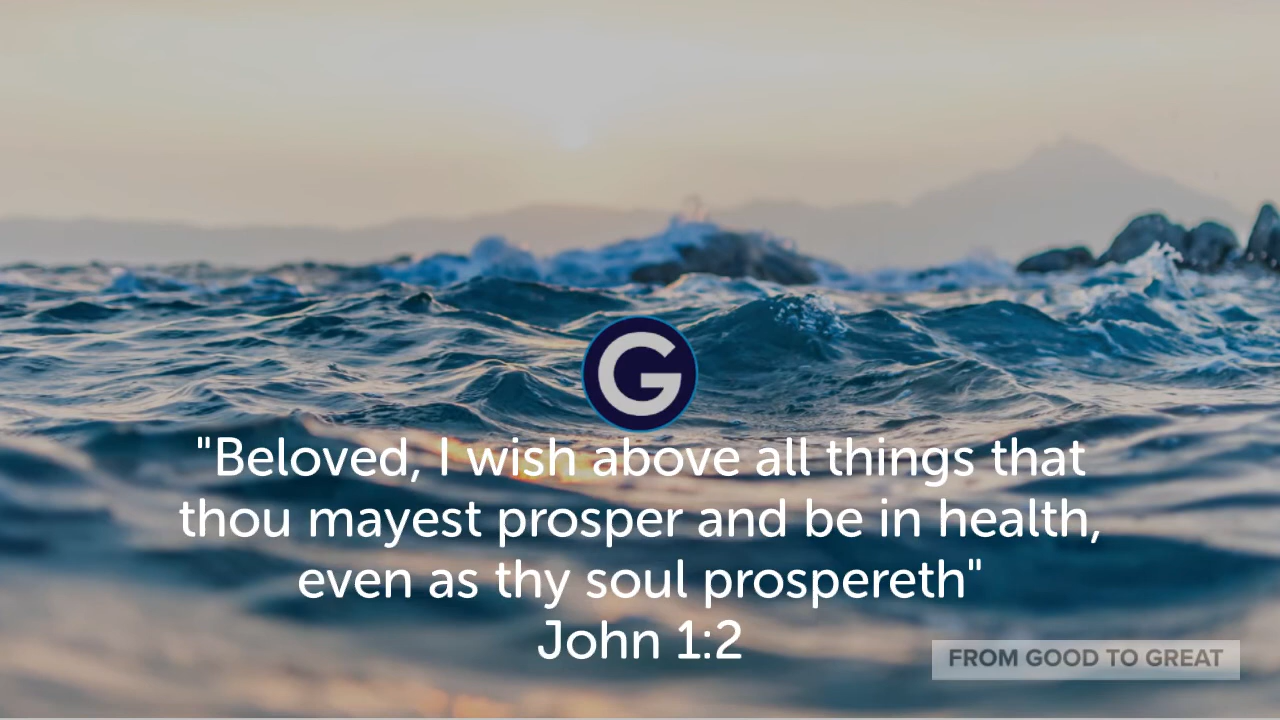 G
"Beloved, I wish above all things that
thou mayest prosper and be in health,
even as thy soul prospereth"
John 1:2
FROM GOOD TO GREAT